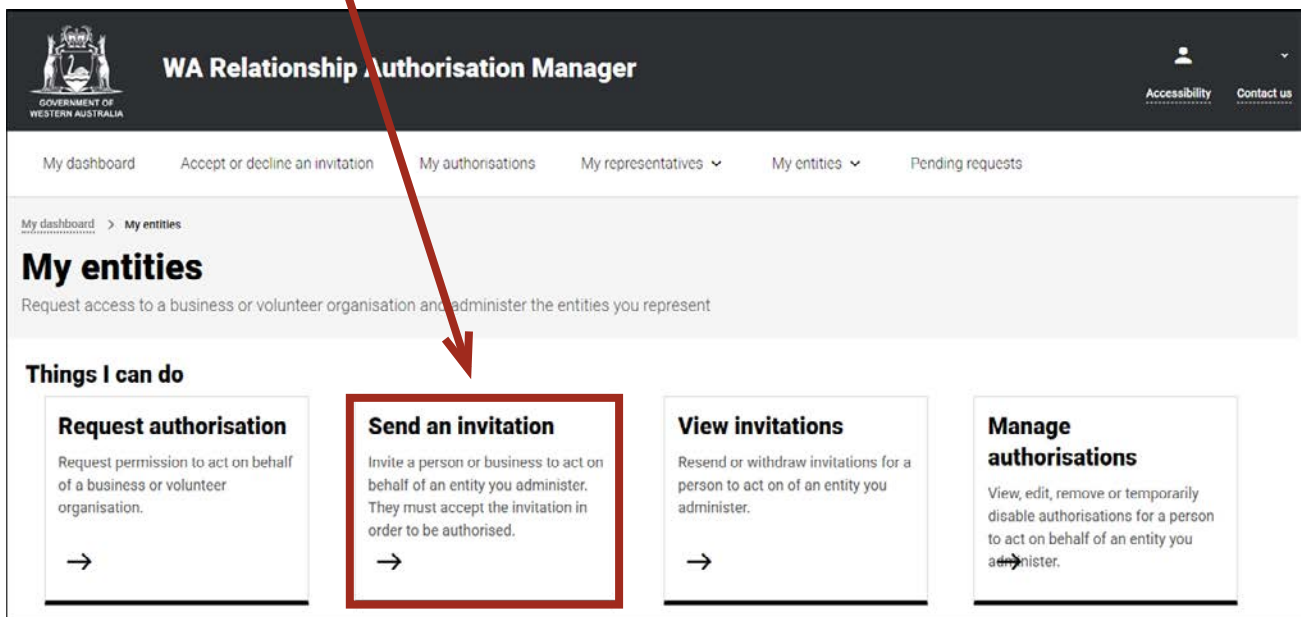 GOVERNMENT OF
WESTERN AUSTRALIA
WA Relationship Authorisation Manager
Accessibility
Contact us
My dashboard
Accept or decline an invitation
My authorisations
My representatives
My entities
Pending requests
My dashboard > My entities
My entities
Request access to a business or volunteer organisation and administer the entities you represent
Things I can do
Request authorisation
Request permission to act on behalf
of a business or volunteer
organisation.
Send an invitation
Invite a person or business to act on
behalf of an entity you administer.
They must accept the invitation in
order to be authorised.
View invitations
Resend or withdraw invitations for a
person to act on of an entity you
administer.
Manage
authorisations
View, edit, remove or temporarily
disable authorisations for a person
to act on behalf of an entity you
administer.